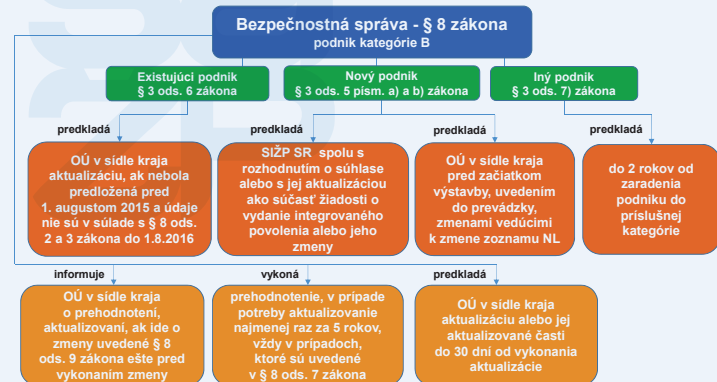 Bezpečnostná správa - § 8 zákona
podnik kategórie B
Existujúci podnik
§ 3 ods. 6 zákona
Nový podnik
§ 3 ods. 5 písm. a) a b) zákona
Iný podnik
§ 3 ods. 7) zákona
predkladá
predkladá
predkladá
predkladá
OÚ v sídle kraja
aktualizáciu, ak nebola
predložená pred
1. augustom 2015 a údaje
nie sú v súlade s § 8 ods.
2 a 3 zákona do 1.8.2016
SIŽP SR spolu s
rozhodnutím o súhlase
alebo s jej aktualizáciou
ako súčasť žiadosti o
vydanie integrovaného
povolenia alebo jeho
zmeny
OÚ v sídle kraja
pred začiatkom
výstavby, uvedením
do prevádzky,
zmenami vedúcimi
k zmene zoznamu NL
do 2 rokov od
zaradenia
podniku do
príslušnej
kategórie
informuje
vykoná
predkladá
OÚ v sídle kraja
o prehodnotení,
aktualizovaní, ak ide o
zmeny uvedené § 8
ods. 9 zákona ešte pred
vykonaním zmeny
prehodnotenie, v prípade
potreby aktualizovanie
najmenej raz za 5 rokov,
vždy v prípadoch,
ktoré sú uvedené
v § 8 ods. 7 zákona
OÚ v sídle kraja
aktualizáciu alebo jej
aktualizované časti
do 30 dní od vykonania
aktualizácie